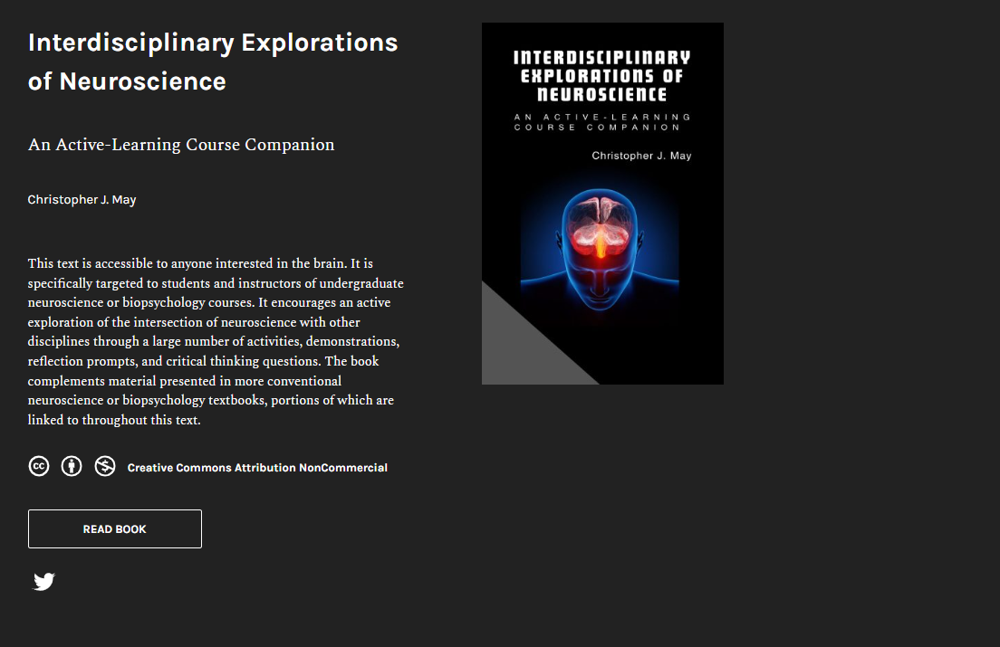 Interdisciplinary Explorations
of Neuroscience
An Active-Learning Course Companion
Christopher J. May
This text is accessible to anyone interested in the brain. It is
specifically targeted to students and instructors of undergraduate
neuroscience or biopsychology courses. It encourages an active
exploration of the intersection of neuroscience with other
disciplines through a large number of activities, demonstrations,
reflection prompts, and critical thinking questions. The book
complements material presented in more conventional
neuroscience or biopsychology textbooks, portions of which are
linked to throughout this text.
cc
$
Creative Commons Attribution NonCommercial
READ BOOK
INTERDISCIPLINARY
EXPLORATIONS OF
NEUROSCIENCE
AN ACTIVE-LEARNING
COURSE COMPANION
Christopher J. May